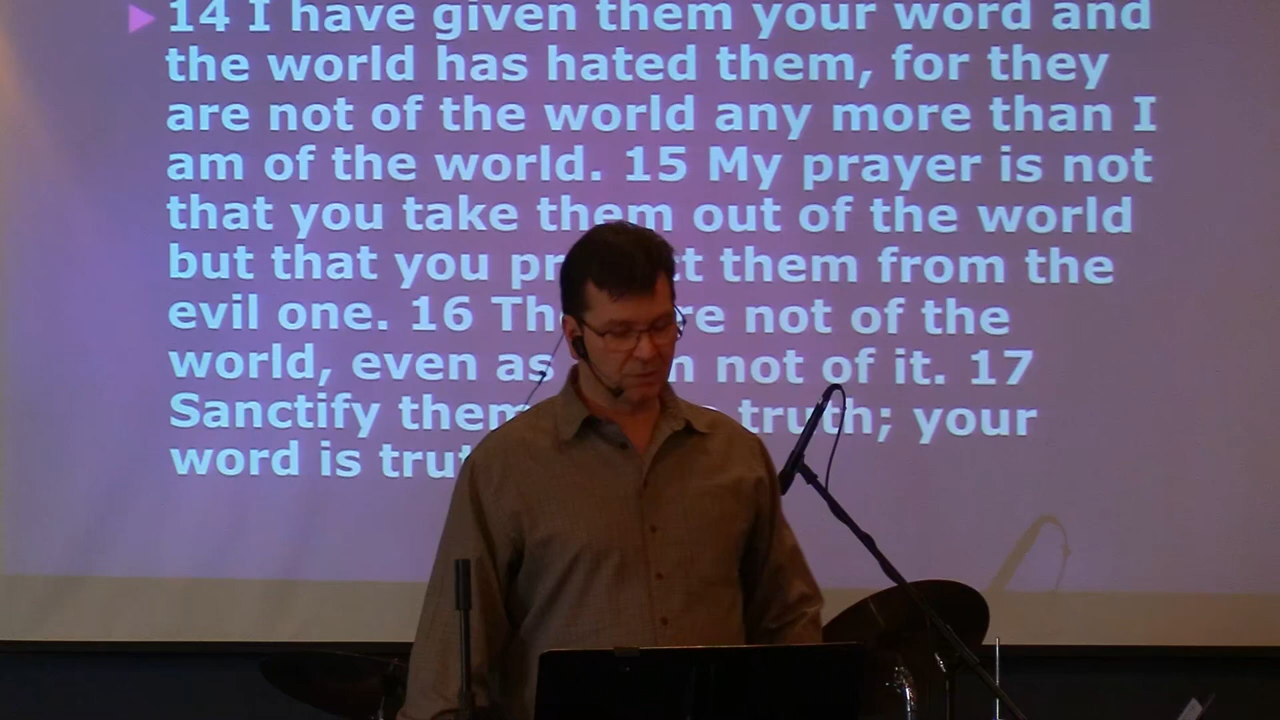 14 I have given them your word and
the world has hated them, for they
are not of the world any more than I
am of the world. 15 My prayer is not
that you take them out of the world
but that you them from the
evil one. 16 not of the
world, even as not of it. 17
Sanctify them truth; your
word is